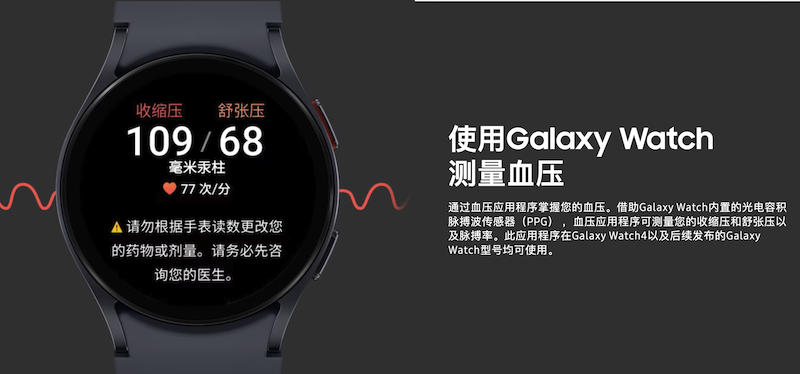 收缩压 舒张压
109/68
毫米汞柱
77 次/分
⚠️请勿根据手表读数更改您
的药物或剂量。请务必先咨
询您的医生。
使用Galaxy Watch
测量血压
通过血压应用程序掌握您的血压。借助Galaxy Watch内置的光电容积
脉搏波传感器（PPG），血压应用程序可测量您的收缩压和舒张压以
及脉搏率。此应用程序在Galaxy Watch4以及后续发布的Galaxy
Watch型号均可使用。